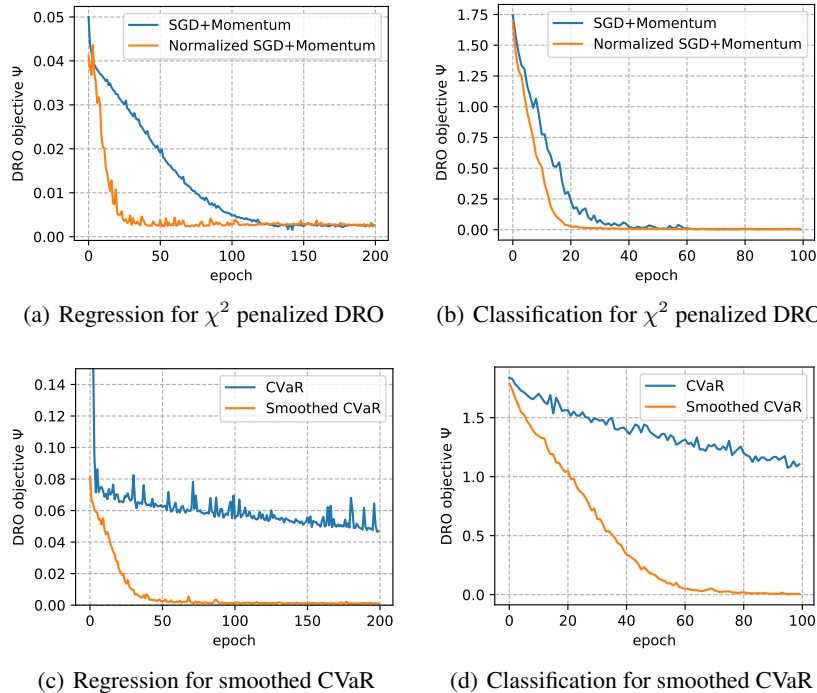 0.05
0.04
0.03
0.02
0.01
0.00
DRO objective Ψ
SGD+Momentum
Normalized SGD+Momentum
0 50 100 150 200
epoch
(a) Regression for χ² penalized DRO
1.75
1.50
1.25
1.00
0.75
0.50
0.25
0.00
DRO objective Ψ
SGD+Momentum
Normalized SGD+Momentum
0 20 40 60 80 100
epoch
(b) Classification for χ² penalized DRO
0.14
0.12
0.10
0.08
0.06
0.04
0.02
0.00
DRO objective Ψ
CVaR
Smoothed CVaR
0 50 100 150 200
epoch
(c) Regression for smoothed CVaR
1.5
1.0
0.5
0.0
DRO objective Ψ
CVaR
Smoothed CVaR
0 20 40 60 80 100
epoch
(d) Classification for smoothed CVaR